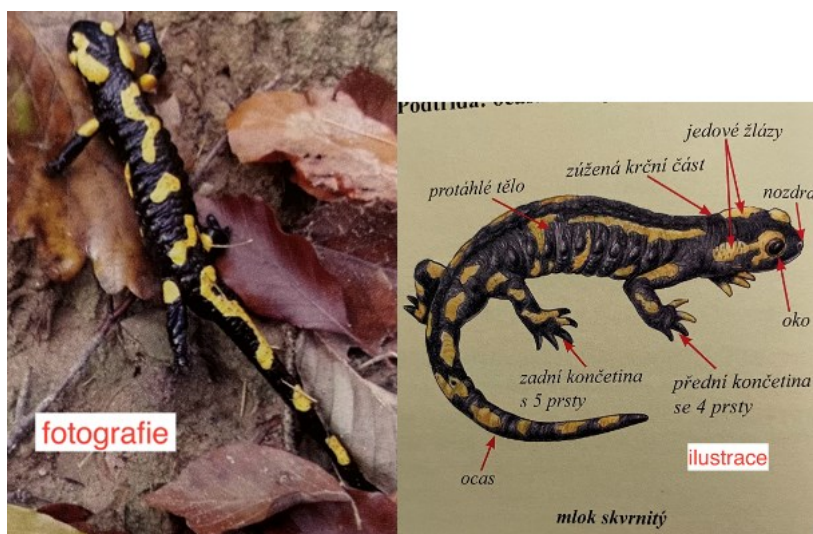 fotografie
Podtřída:
jedové žlázy
zúžená krční část
protáhlé tělo
nozdra
oko
zadní končetina
s 5 prsty
přední končetina
se 4 prsty
ilustrace
ocas
mlok skvrnitý